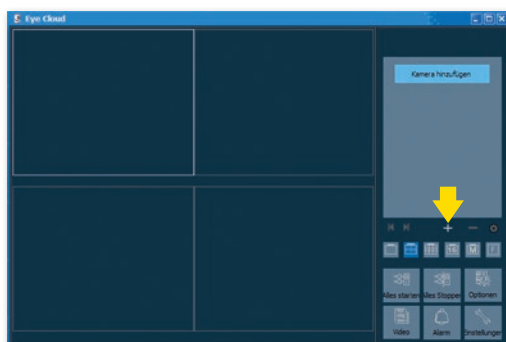 Eye Cloud
Kamera hinzufügen
Alles starten Alles Stoppen Optionen
Video Alarm Einstellungen